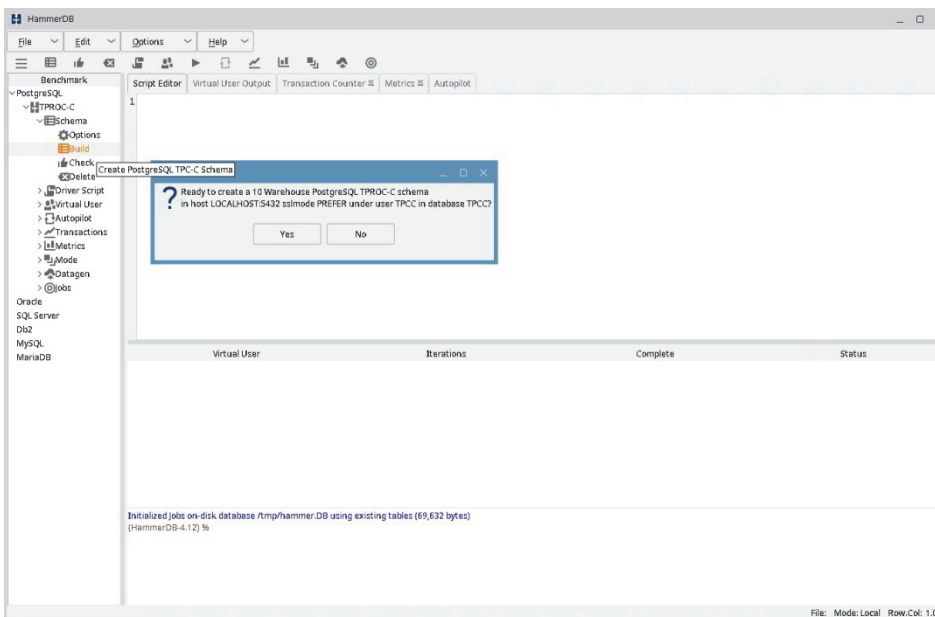 HammerDB
File Edit Options Help
Benchmark
PostgreSQL
TPROC-C
Schema
Options
Build
Check
Delete
Driver Script
Virtual User
Autopilot
Transactions
Metrics
Mode
Datagen
Jobs
Oracle
SQL Server
Db2
MySQL
MariaDB
Create PostgreSQL TPC-C Schema
Script Editor Virtual User Output Transaction Counter Metrics Autopilot
1
Ready to create a 10 Warehouse PostgreSQL TPROC-C schema
in host LOCALHOST:5432 sslmode PREFER under user TPCC in database TPCC?
Yes No
Virtual User Iterations Complete Status
Initialized Jobs on-disk database /tmp/hammer.DB using existing tables (69,632 bytes)
(HammerDB-4.12) %
File: Mode: Local Row.Col: 1.0